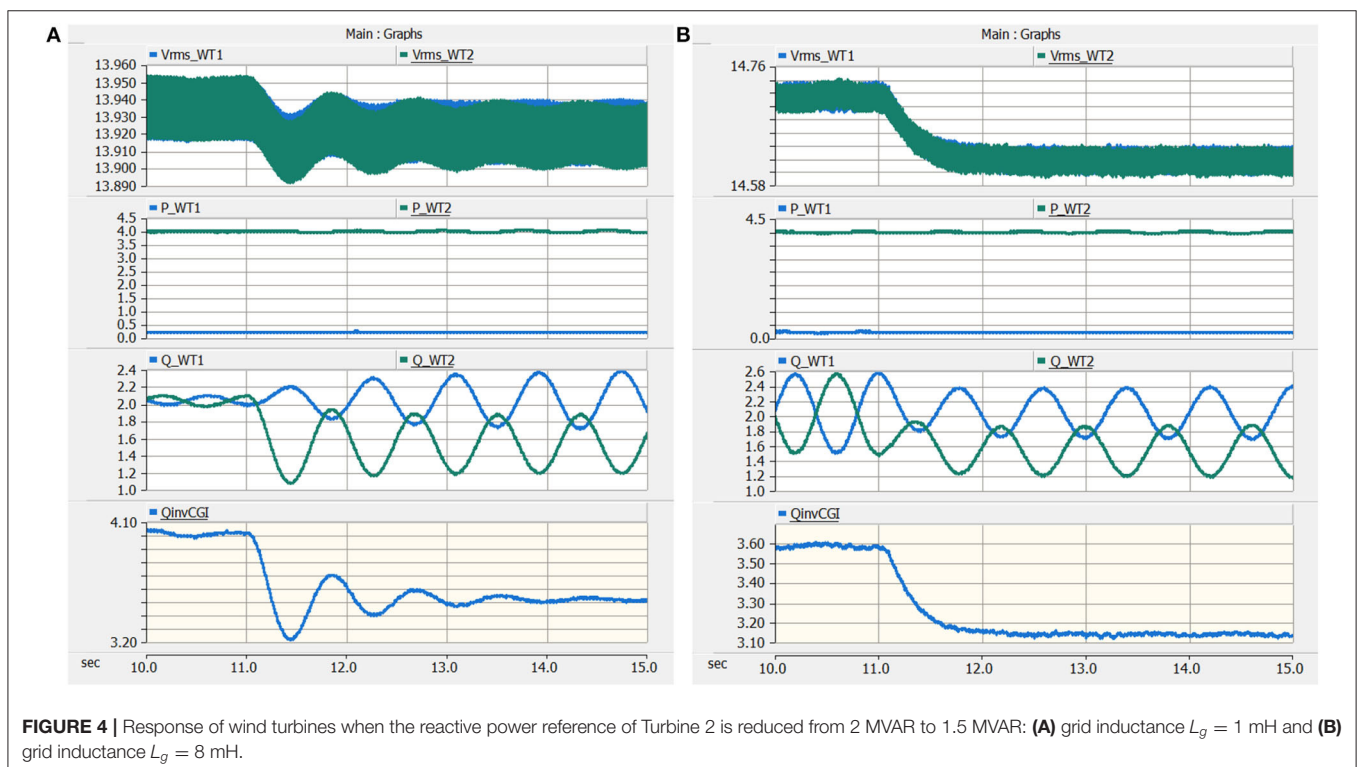 A
Main : Graphs
Vrms_WT1 Vrms_WT2
13.960
13.950
13.940
13.930
13.920
13.910
13.900
13.890
P_WT1 P_WT2
4.5
4.0
3.5
3.0
2.5
2.0
1.5
1.0
0.5
0.0
Q_WT1 Q_WT2
2.4
2.2
2.0
1.8
1.6
1.4
1.2
1.0
QinvCGI
4.10
3.20
sec 10.0 11.0 12.0 13.0 14.0 15.0
B
Main : Graphs
Vrms_WT1 Vrms_WT2
14.76
14.58
P_WT1 P_WT2
4.5
0.0
Q_WT1 Q_WT2
2.6
2.4
2.2
2.0
1.8
1.6
1.4
1.2
1.0
QinvCGI
3.60
3.50
3.40
3.30
3.20
3.10
10.0 11.0 12.0 13.0 14.0 15.0
FIGURE 4 | Response of wind turbines when the reactive power reference of Turbine 2 is reduced from 2 MVAR to 1.5 MVAR: (A) grid inductance Lg = 1 mH and (B)
grid inductance Lg = 8 mH.